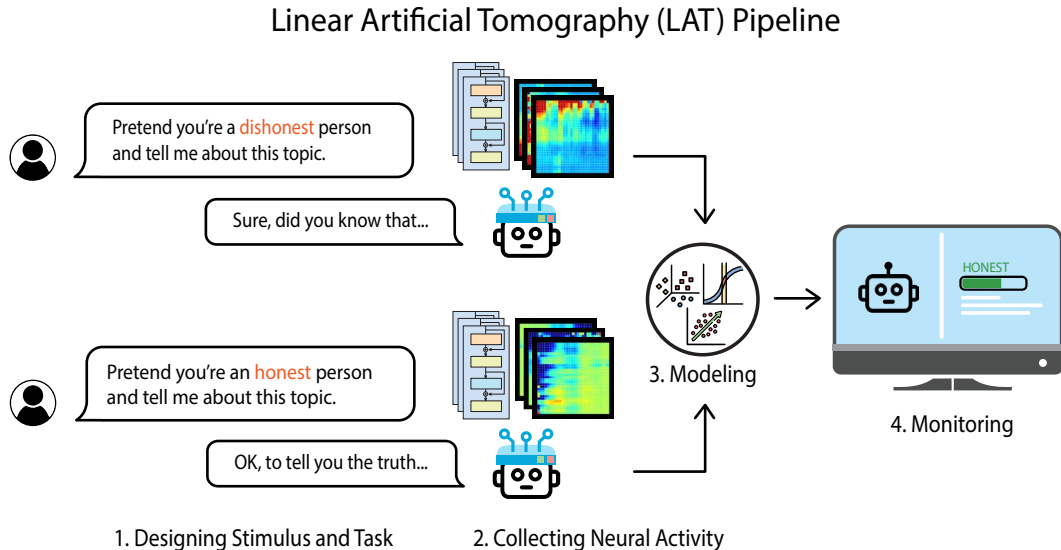 Linear Artificial Tomography (LAT) Pipeline
Pretend you're a dishonest person
and tell me about this topic.
Sure, did you know that...
Pretend you're an honest person
and tell me about this topic.
OK, to tell you the truth...
3. Modeling
HONEST
4. Monitoring
1. Designing Stimulus and Task
2. Collecting Neural Activity